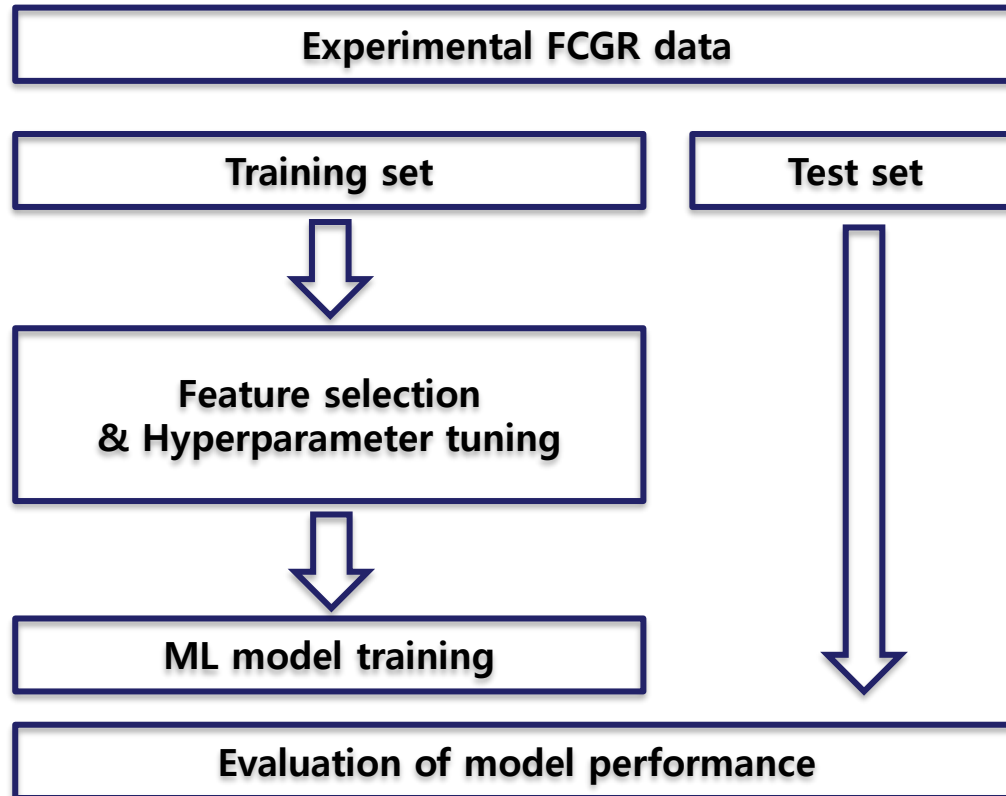 Experimental FCGR data
Training set
Test set
Feature selection
& Hyperparameter tuning
ML model training
Evaluation of model performance